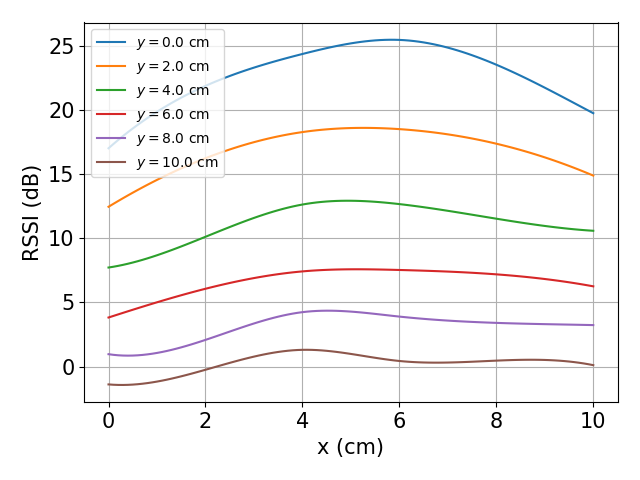 RSSI (dB)
25
20
15
10
5
0
y = 0.0 cm
y = 2.0 cm
y = 4.0 cm
y = 6.0 cm
y = 8.0 cm
y = 10.0 cm
0 2 4 6 8 10
x (cm)